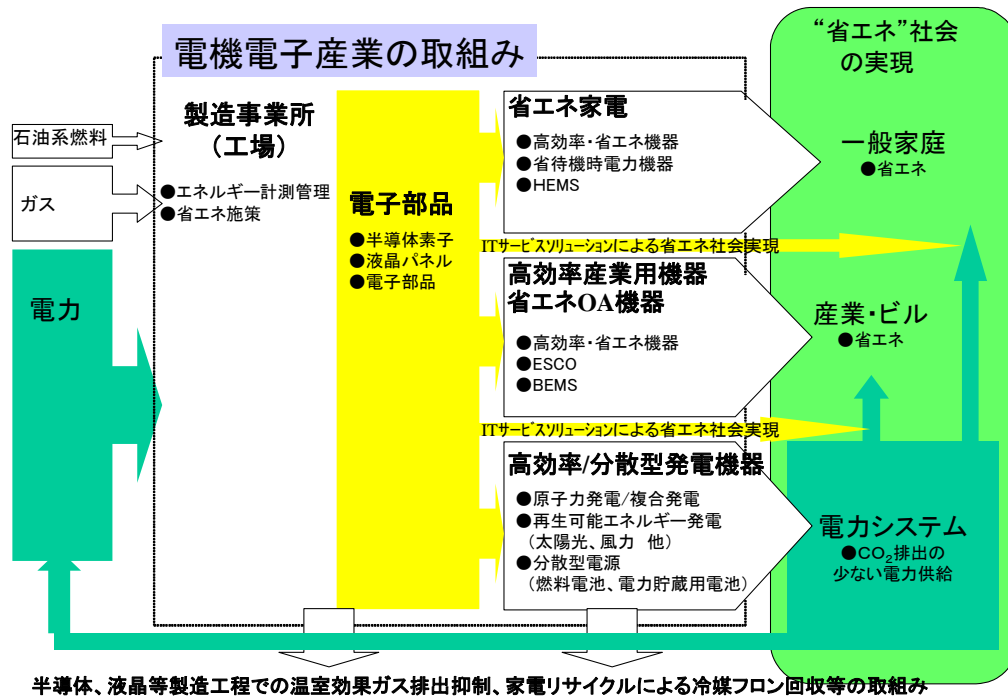 電機電子産業の取組み
“省エネ”社会
の実現
石油系燃料
ガス
電力
製造事業所
（工場）
●エネルギー計測管理
●省エネ施策
電子部品
●半導体素子
●液晶パネル
●電子部品
省エネ家電
●高効率・省エネ機器
●省待機時電力機器
●HEMS
一般家庭
●省エネ
ITサービスソリューションによる省エネ社会実現
高効率産業用機器
省エネOA機器
●高効率・省エネ機器
●ESCO
●BEMS
産業・ビル
●省エネ
ITサービスソリューションによる省エネ社会実現
高効率/分散型発電機器
●原子力発電/複合発電
●再生可能エネルギー発電
（太陽光、風力　他）
●分散型電源
（燃料電池、電力貯蔵用電池）
電力システム
●CO₂排出の
少ない電力供給
半導体、液晶等製造工程での温室効果ガス排出抑制、家電リサイクルによる冷媒フロン回収等の取組み